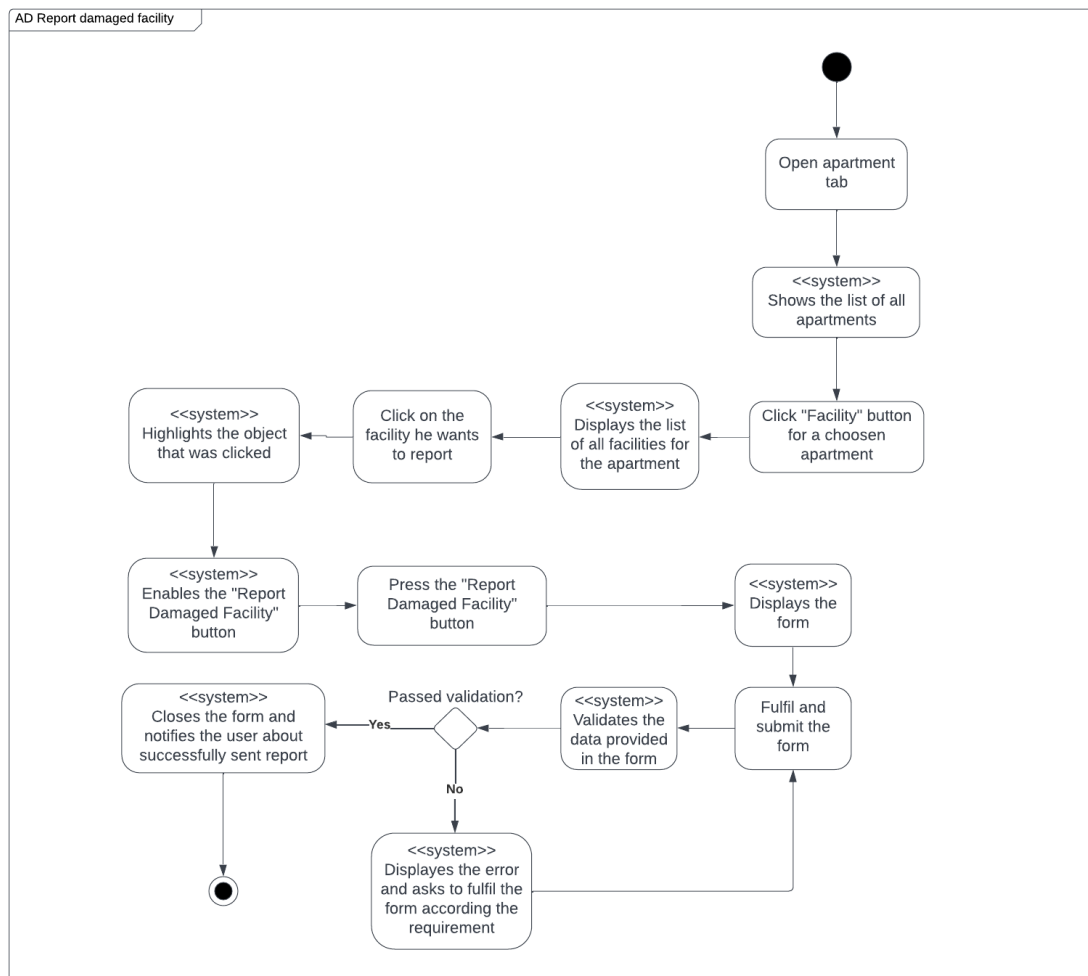 AD Report damaged facility
Open apartment
tab
<<system>>
Shows the list of all
apartments
Click "Facility" button
for a choosen
apartment
<<system>>
Displays the list
of all facilities for
the apartment
Click on the
facility he wants
to report
<<system>>
Highlights the object
that was clicked
<<system>>
Enables the "Report
Damaged Facility"
button
Press the "Report
Damaged Facility"
button
<<system>>
Displays the
form
Fulfil and
submit the
form
<<system>>
Validates the
data provided
in the form
Passed validation?
Yes
<<system>>
Closes the form and
notifies the user about
successfully sent report
No
<<system>>
Displayes the error
and asks to fulfil the
form according the
requirement